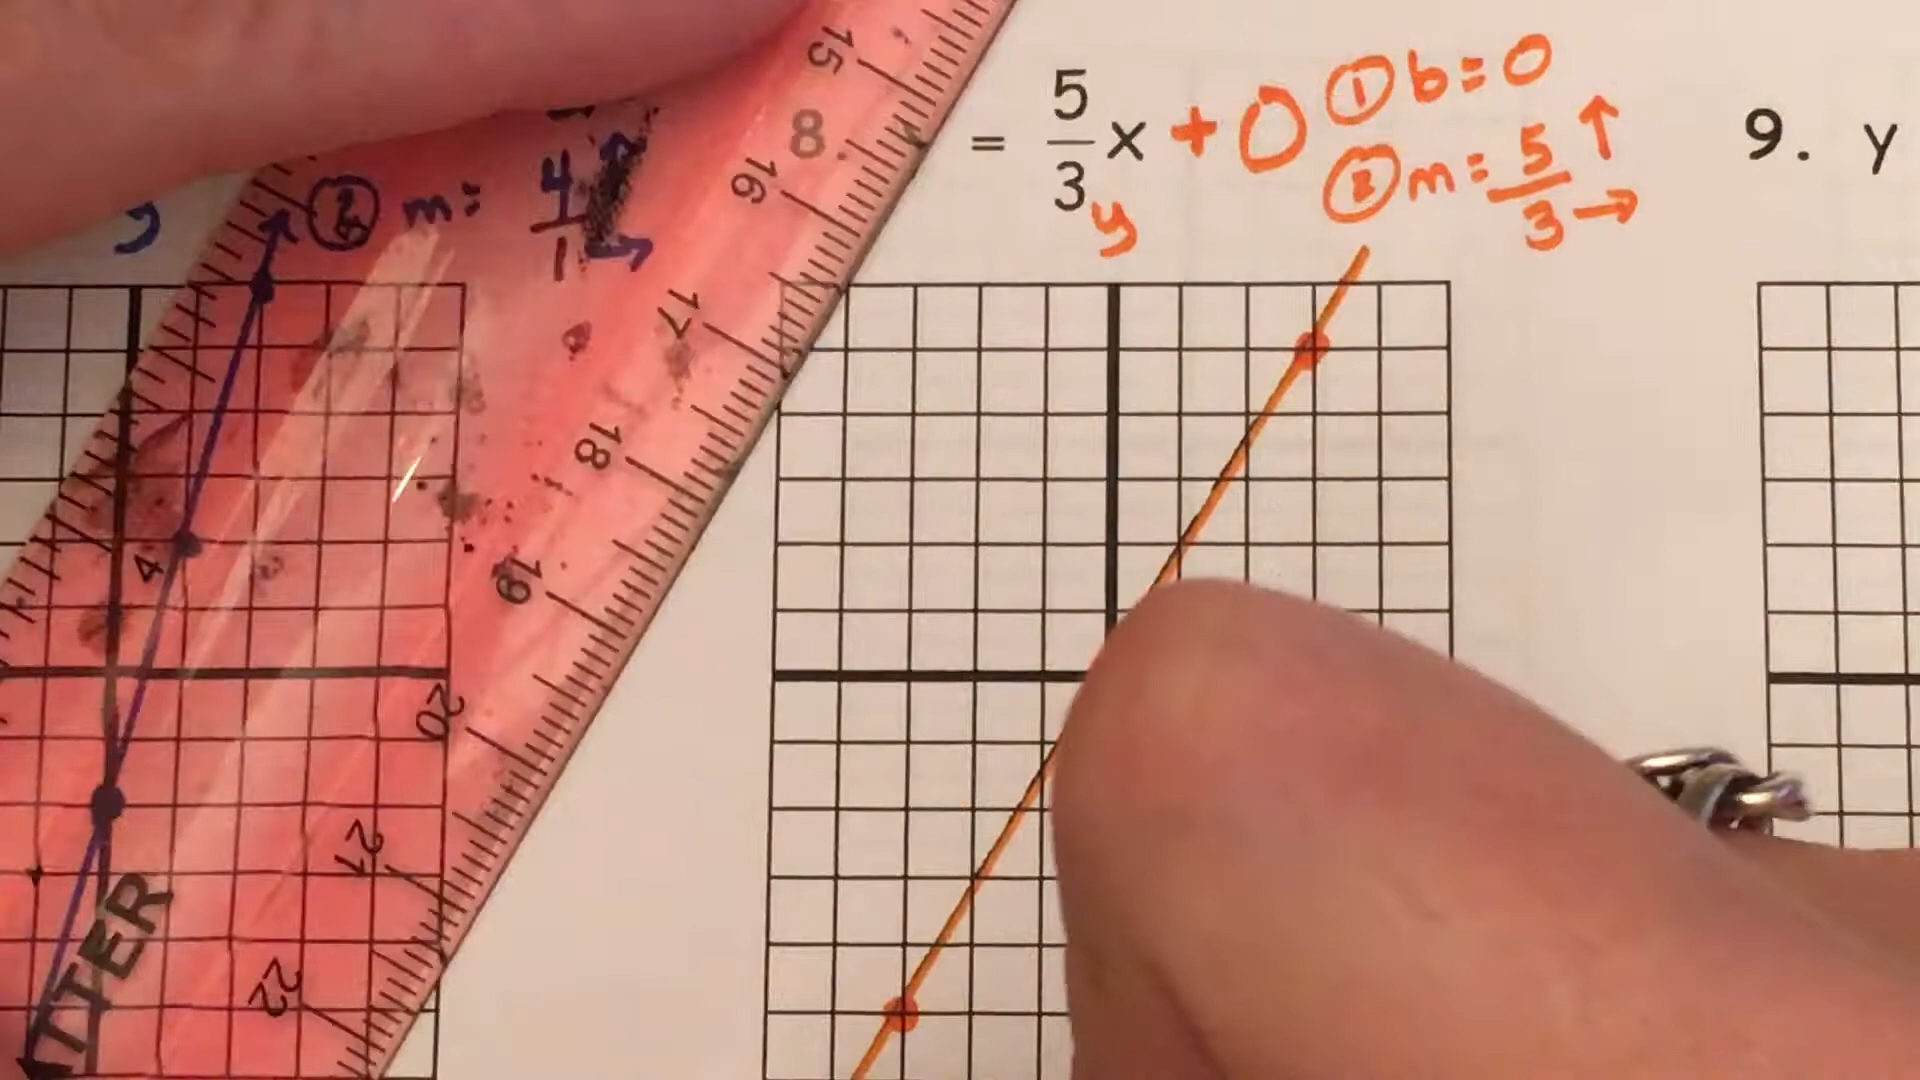 8. = 5/3 x + 0 ① b = 0
② m = 5/3 ↑ →
y
9. y
y
② m = 4/1
4
15
16
17
18
19
20
21
22